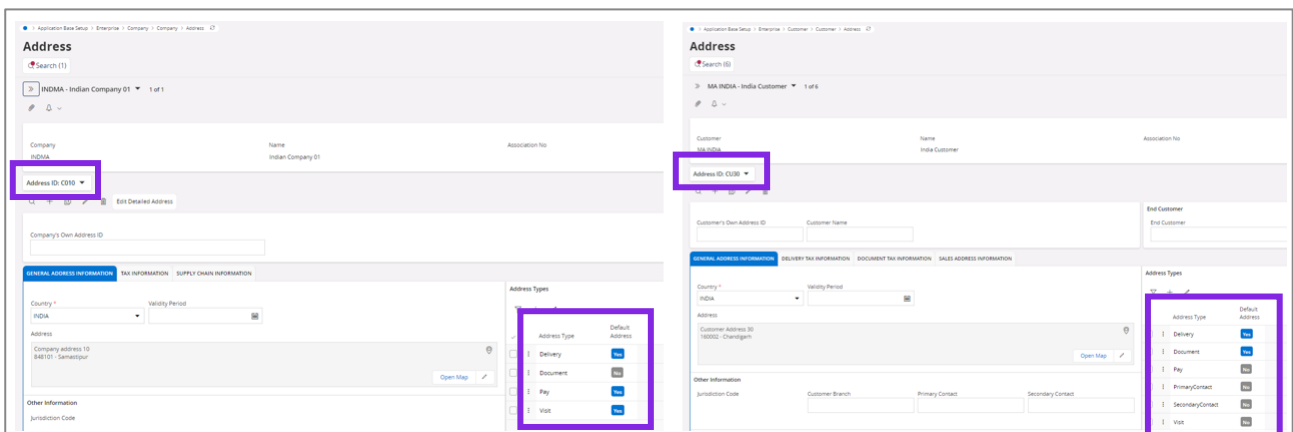 > Application Base Setup > Enterprise > Company > Company > Address
Address
Search (1)
INDMA - Indian Company 01 1 of 1
Company Name Association No
INDMA Indian Company 01
Address ID: C010
Edit Detailed Address
Company's Own Address ID
GENERAL ADDRESS INFORMATION TAX INFORMATION SUPPLY CHAIN INFORMATION
Country * Validity Period
INDIA
Address
Company address 10
848101 - Samastipur
Open Map
Other Information
Jurisdiction Code
Address Types
Address Type Default Address
Delivery Yes
Document No
Pay Yes
Visit Yes
> Application Base Setup > Enterprise > Customer > Customer > Address
Address
Search (6)
MA INDIA - India Customer 1 of 6
Customer Name Association No
MA INDIA India Customer
Address ID: CU30
Customer's Own Address ID Customer Name
End Customer
End Customer
GENERAL ADDRESS INFORMATION DELIVERY TAX INFORMATION DOCUMENT TAX INFORMATION SALES ADDRESS INFORMATION
Country * Validity Period
INDIA
Address
Customer Address 30
160002 - Chandigarh
Open Map
Other Information
Jurisdiction Code Customer Branch Primary Contact Secondary Contact
Address Types
Address Type Default Address
Delivery Yes
Document Yes
Pay No
PrimaryContact No
SecondaryContact No
Visit No